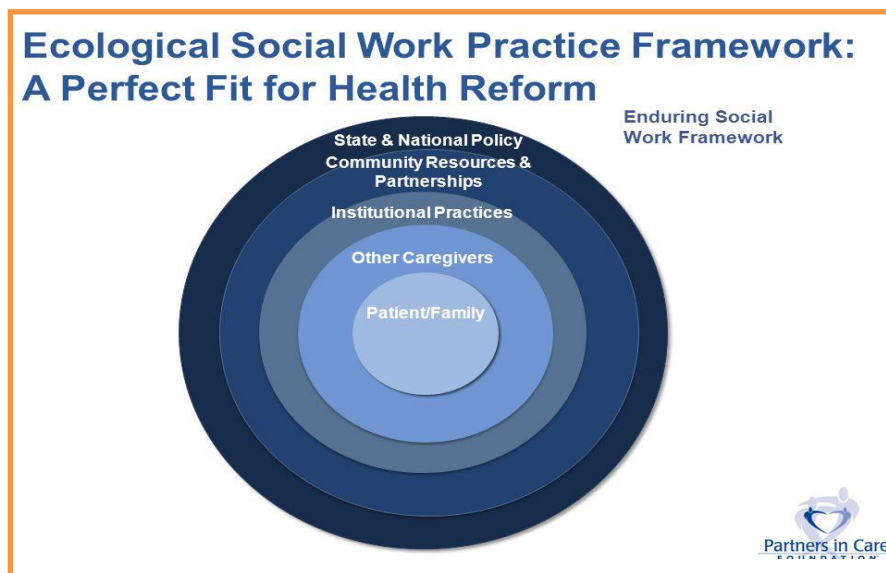 Ecological Social Work Practice Framework:
A Perfect Fit for Health Reform
Enduring Social
Work Framework
State & National Policy
Community Resources &
Partnerships
Institutional Practices
Other Caregivers
Patient/Family
Partners in Care
FOUNDATION